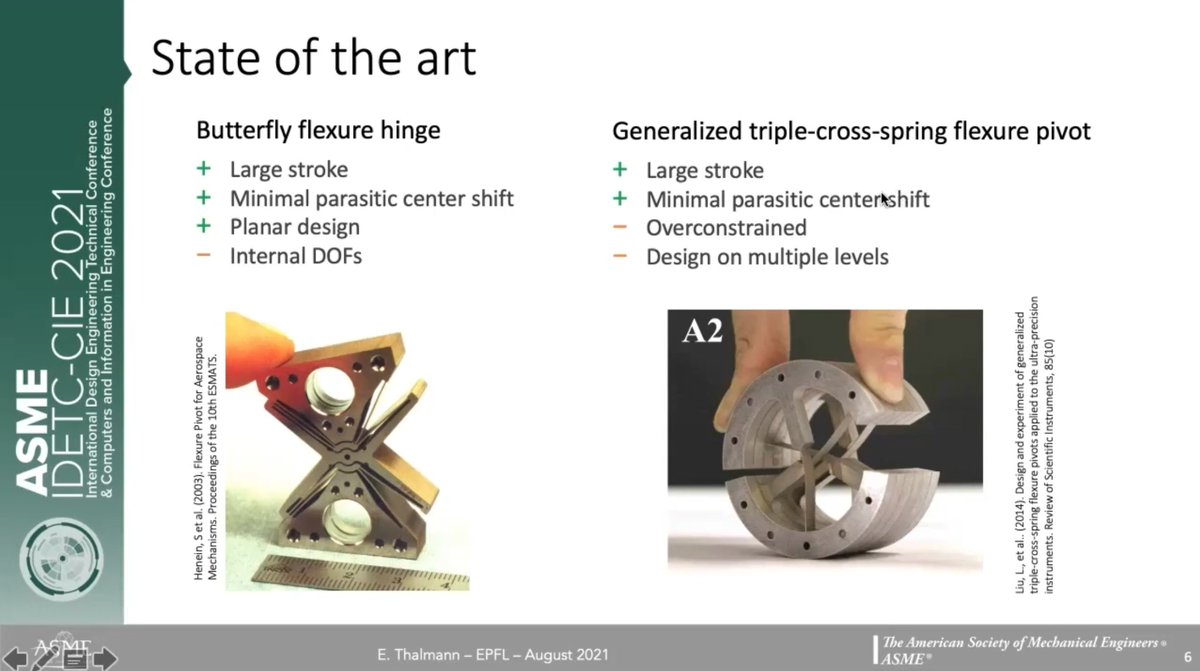 State of the art
Butterfly flexure hinge
+ Large stroke
+ Minimal parasitic center shift
+ Planar design
− Internal DOFs
Henein, S et al. (2003). Flexure Pivot for Aerospace
Mechanisms. Proceedings of the 10th ESMATS.
Generalized triple-cross-spring flexure pivot
+ Large stroke
+ Minimal parasitic center shift
− Overconstrained
− Design on multiple levels
A2
Liu, L., et al.. (2014). Design and experiment of generalized
triple-cross-spring flexure pivots applied to the ultra-precision
instruments. Review of Scientific Instruments, 85(10)
ASME
IDETC-CIE 2021
International Design Engineering Technical Conference
& Computers and Information in Engineering Conference
ASME
E. Thalmann – EPFL – August 2021
The American Society of Mechanical Engineers®
ASME®
6